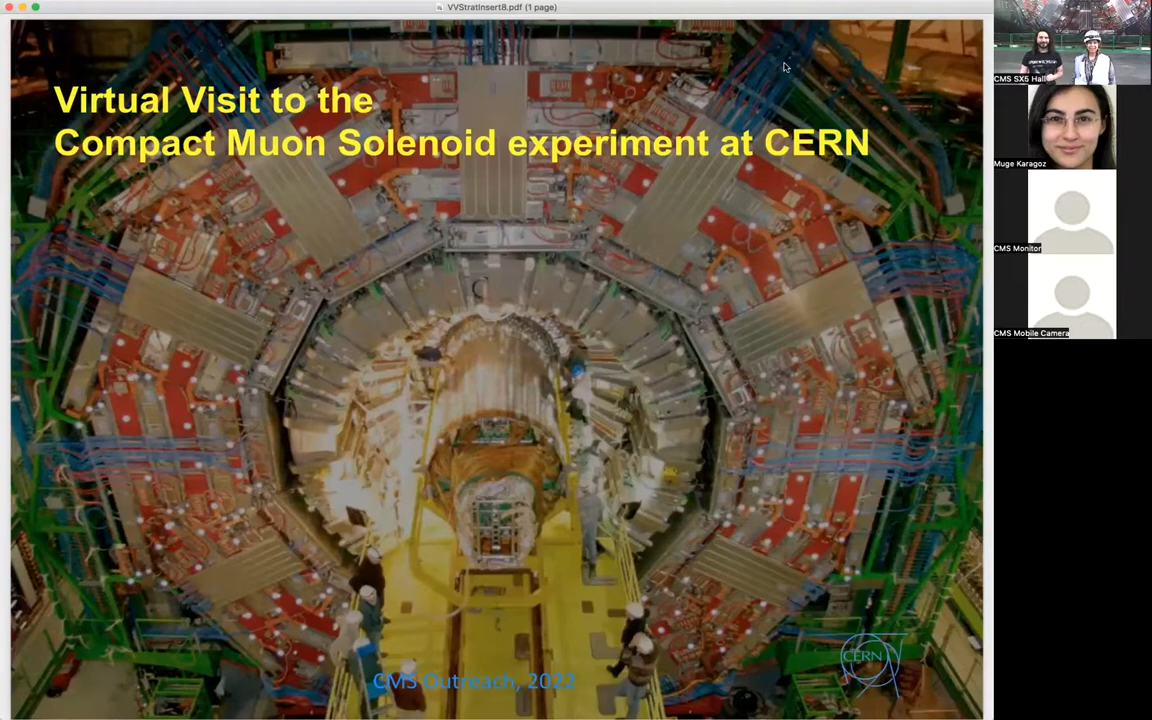 VVStratInsert8.pdf (1 page)
Virtual Visit to the
Compact Muon Solenoid experiment at CERN
CMS Outreach, 2022
CERN
CMS SX5 Hall
Muge Karagoz
CMS Monitor
CMS Mobile Camera